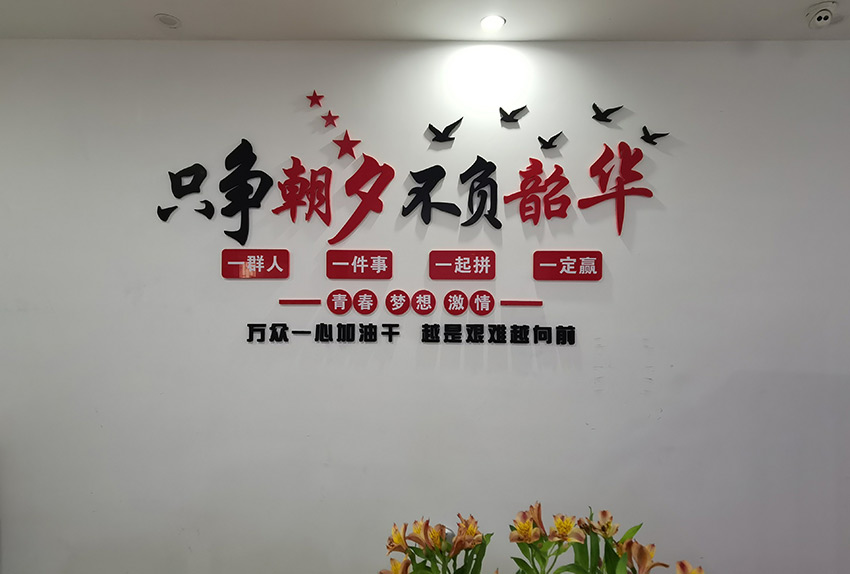 只争朝夕不负韶华
一群人 一件事 一起拼 一定赢
青春 梦想 激情
万众一心加油干 越是艰难越向前